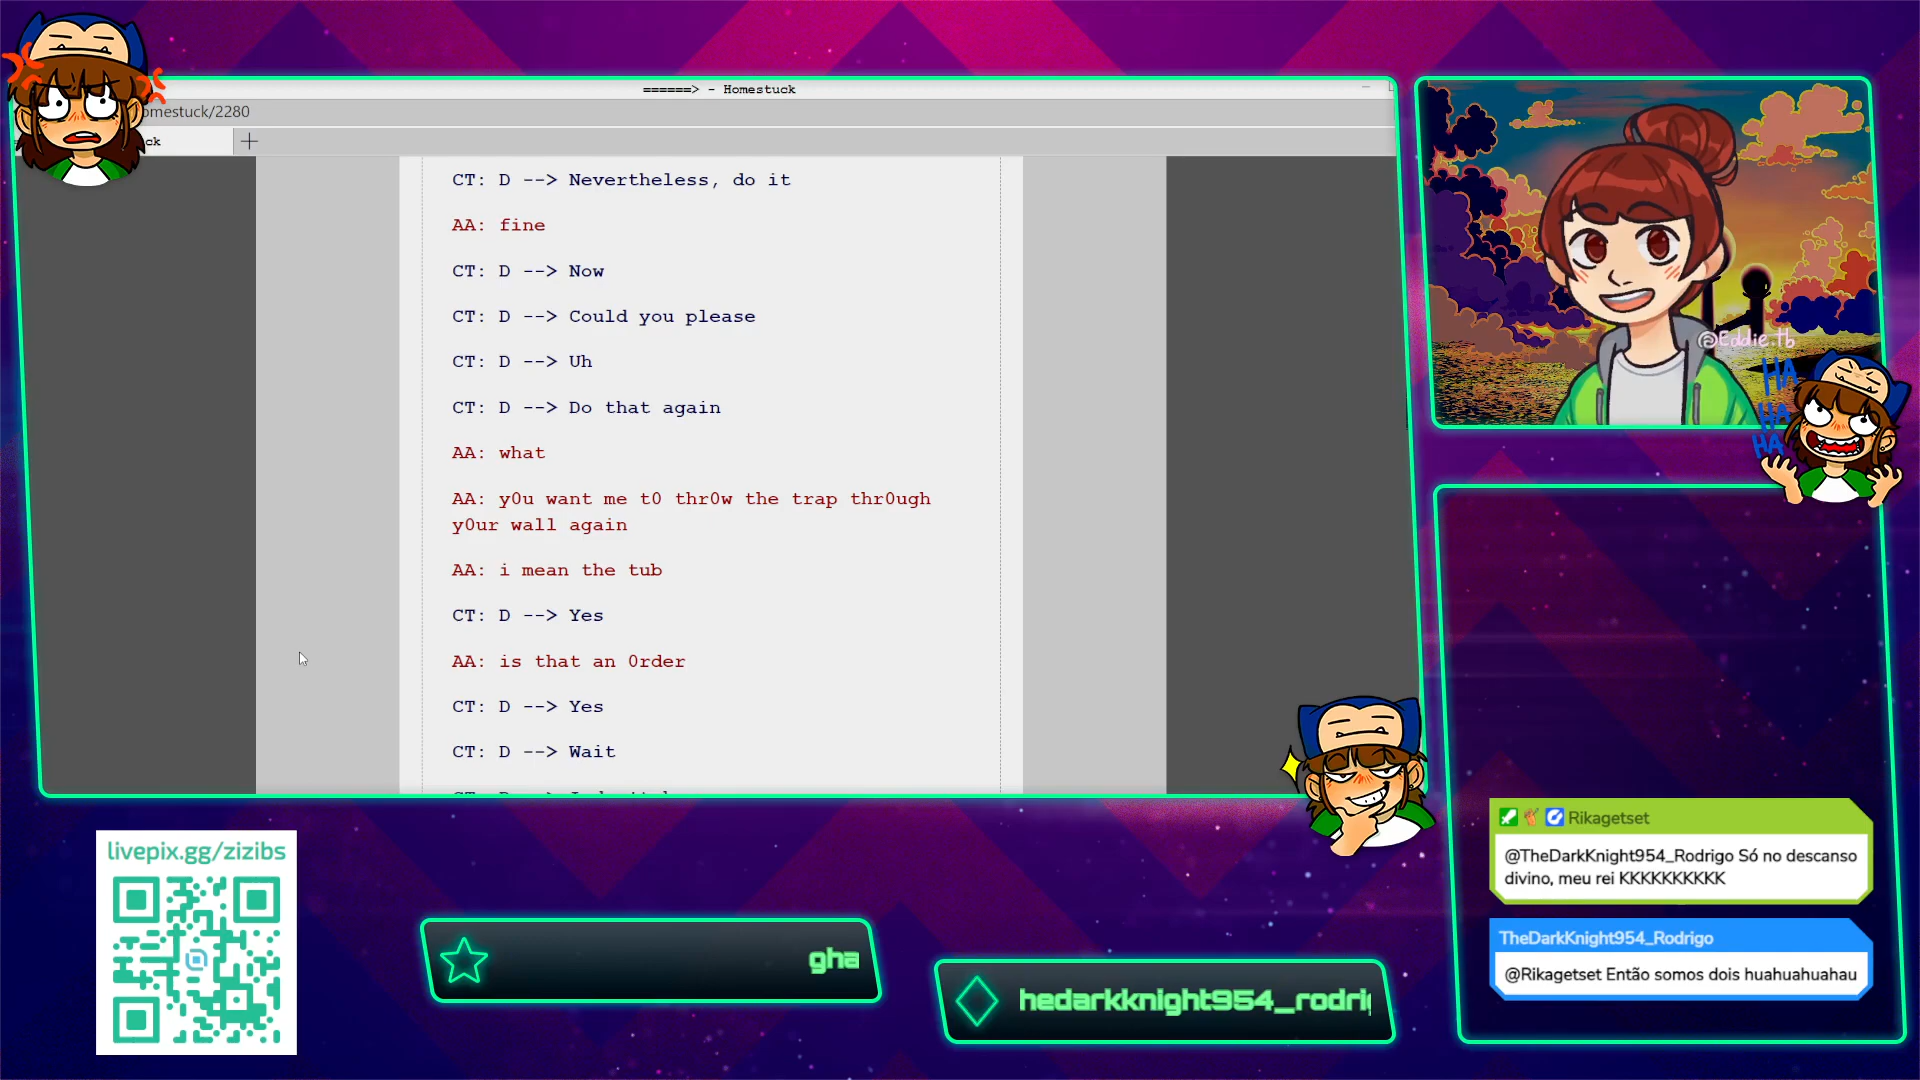 ======> - Homestuck
omestuck/2280
ck
CT: D --> Nevertheless, do it
AA: fine
CT: D --> Now
CT: D --> Could you please
CT: D --> Uh
CT: D --> Do that again
AA: what
AA: y0u want me t0 thr0w the trap thr0ugh
y0ur wall again
AA: i mean the tub
CT: D --> Yes
AA: is that an 0rder
CT: D --> Yes
CT: D --> Wait
@Eddie.tb
HA
HA
HA
Rikagetset
@TheDarkKnight954_Rodrigo Só no descanso
divino, meu rei KKKKKKKKKK
TheDarkKnight954_Rodrigo
@Rikagetset Então somos dois huahuahuahau
livepix.gg/zizibs
gha
hedarkknight954_rodri